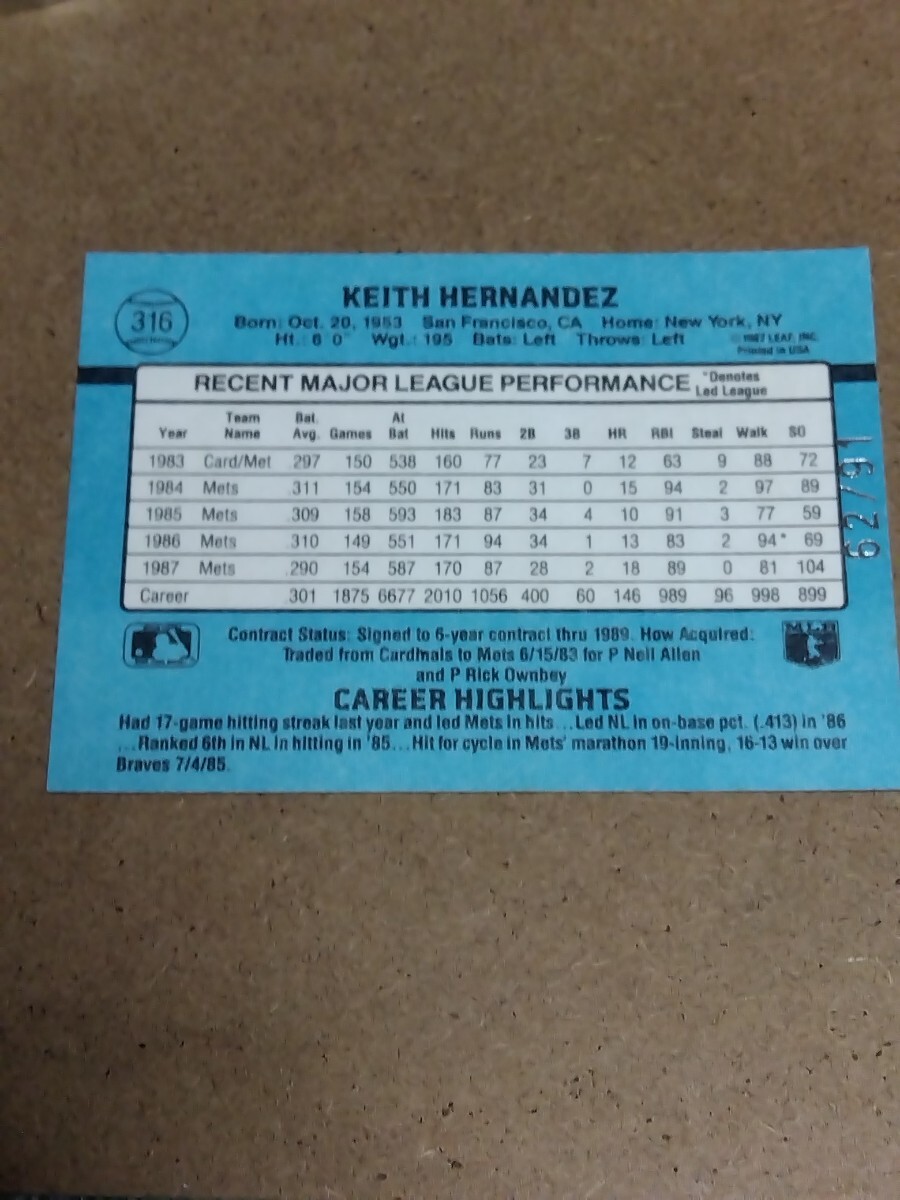 316
KEITH HERNANDEZ
Born: Oct. 20, 1953 San Francisco, CA Home: New York, NY
Ht.: 6'0" Wgt.: 195 Bats: Left Throws: Left
© 1987 LEAF, INC.
Printed in USA
RECENT MAJOR LEAGUE PERFORMANCE *Denotes Led League
Year Team Name Bat. Avg. Games At Bat Hits Runs 2B 3B HR RBI Steal Walk SO
1983 Card/Met .297 150 538 160 77 23 7 12 63 9 88 72
1984 Mets .311 154 550 171 83 31 0 15 94 2 97 89
1985 Mets .309 158 593 183 87 34 4 10 91 3 77 59
1986 Mets .310 149 551 171 94 34 1 13 83 2 94* 69
1987 Mets .290 154 587 170 87 28 2 18 89 0 81 104
Career .301 1875 6677 2010 1056 400 60 146 989 96 998 899
62/91
Contract Status: Signed to 6-year contract thru 1989. How Acquired:
Traded from Cardinals to Mets 6/15/83 for P Neil Allen
and P Rick Ownbey
MLB
CAREER HIGHLIGHTS
Had 17-game hitting streak last year and led Mets in hits...Led NL in on-base pct. (.413) in '86
...Ranked 6th in NL in hitting in '85...Hit for cycle in Mets' marathon 19-inning, 16-13 win over
Braves 7/4/85.